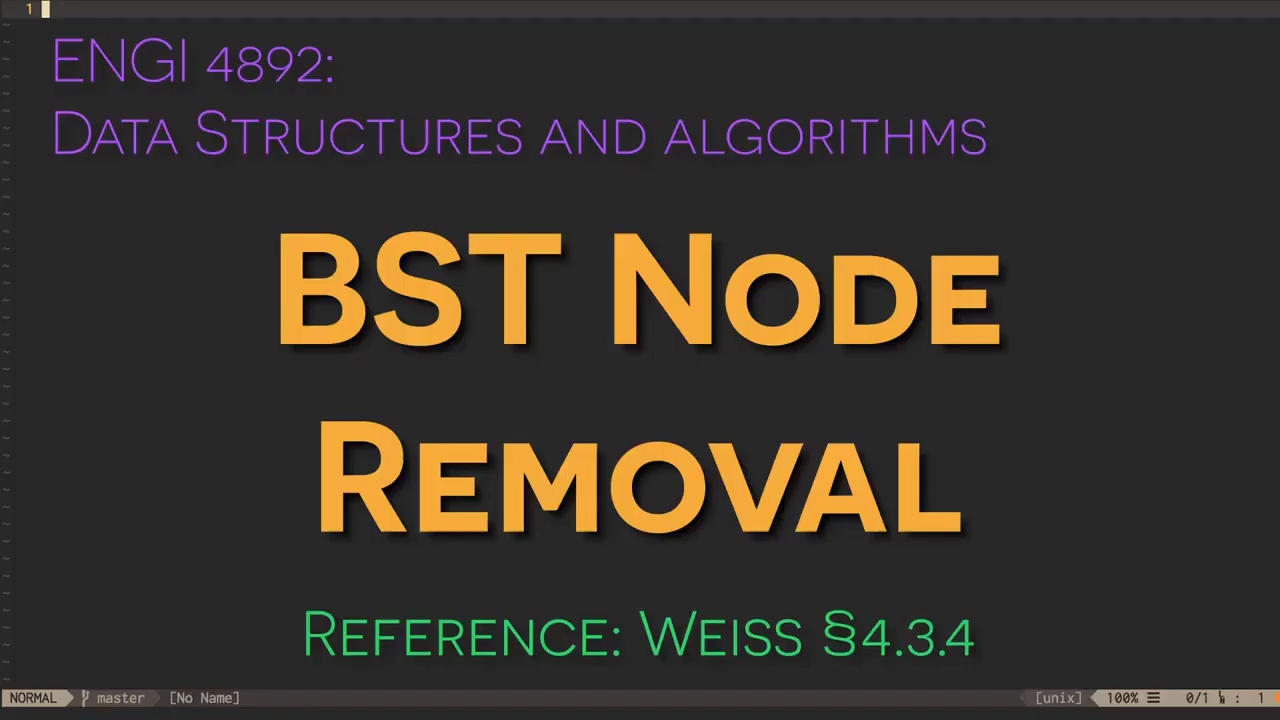 1
ENGI 4892:
Data Structures and algorithms
BST Node
Removal
Reference: Weiss §4.3.4
NORMAL master [No Name] [unix] 100% ☰ 0/1 ㏑ : 1